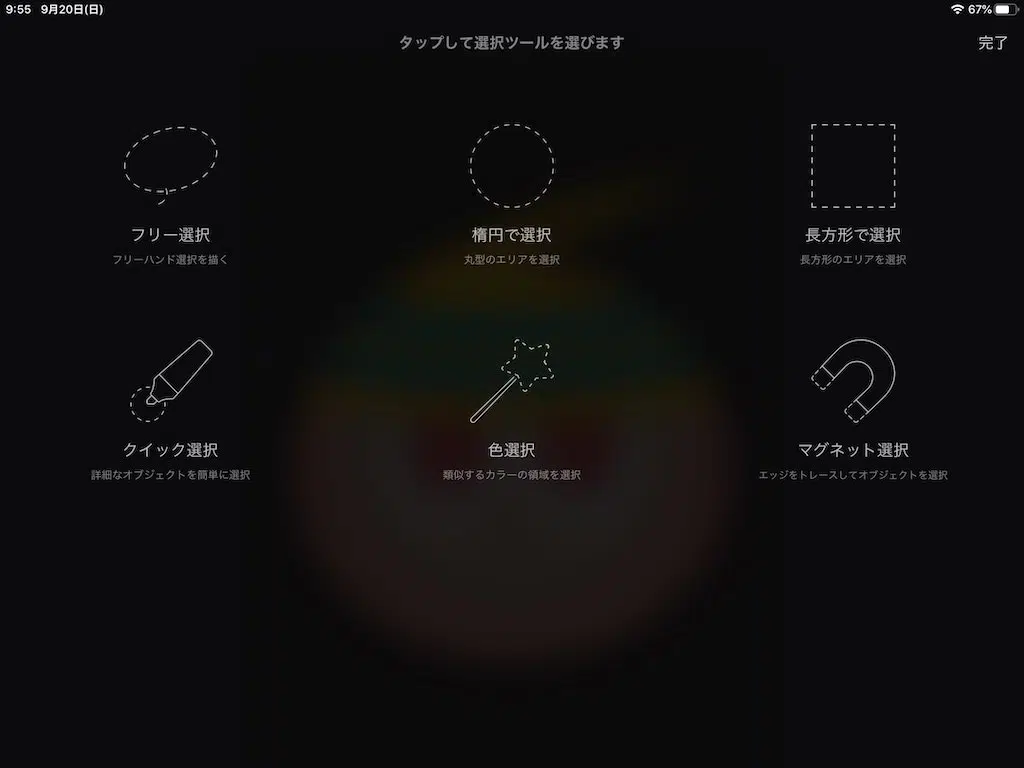 9:55 9月20日(日)
67%
タップして選択ツールを選びます
完了
フリー選択
フリーハンド選択を描く
楕円で選択
丸型のエリアを選択
長方形で選択
長方形のエリアを選択
クイック選択
詳細なオブジェクトを簡単に選択
色選択
類似するカラーの領域を選択
マグネット選択
エッジをトレースしてオブジェクトを選択